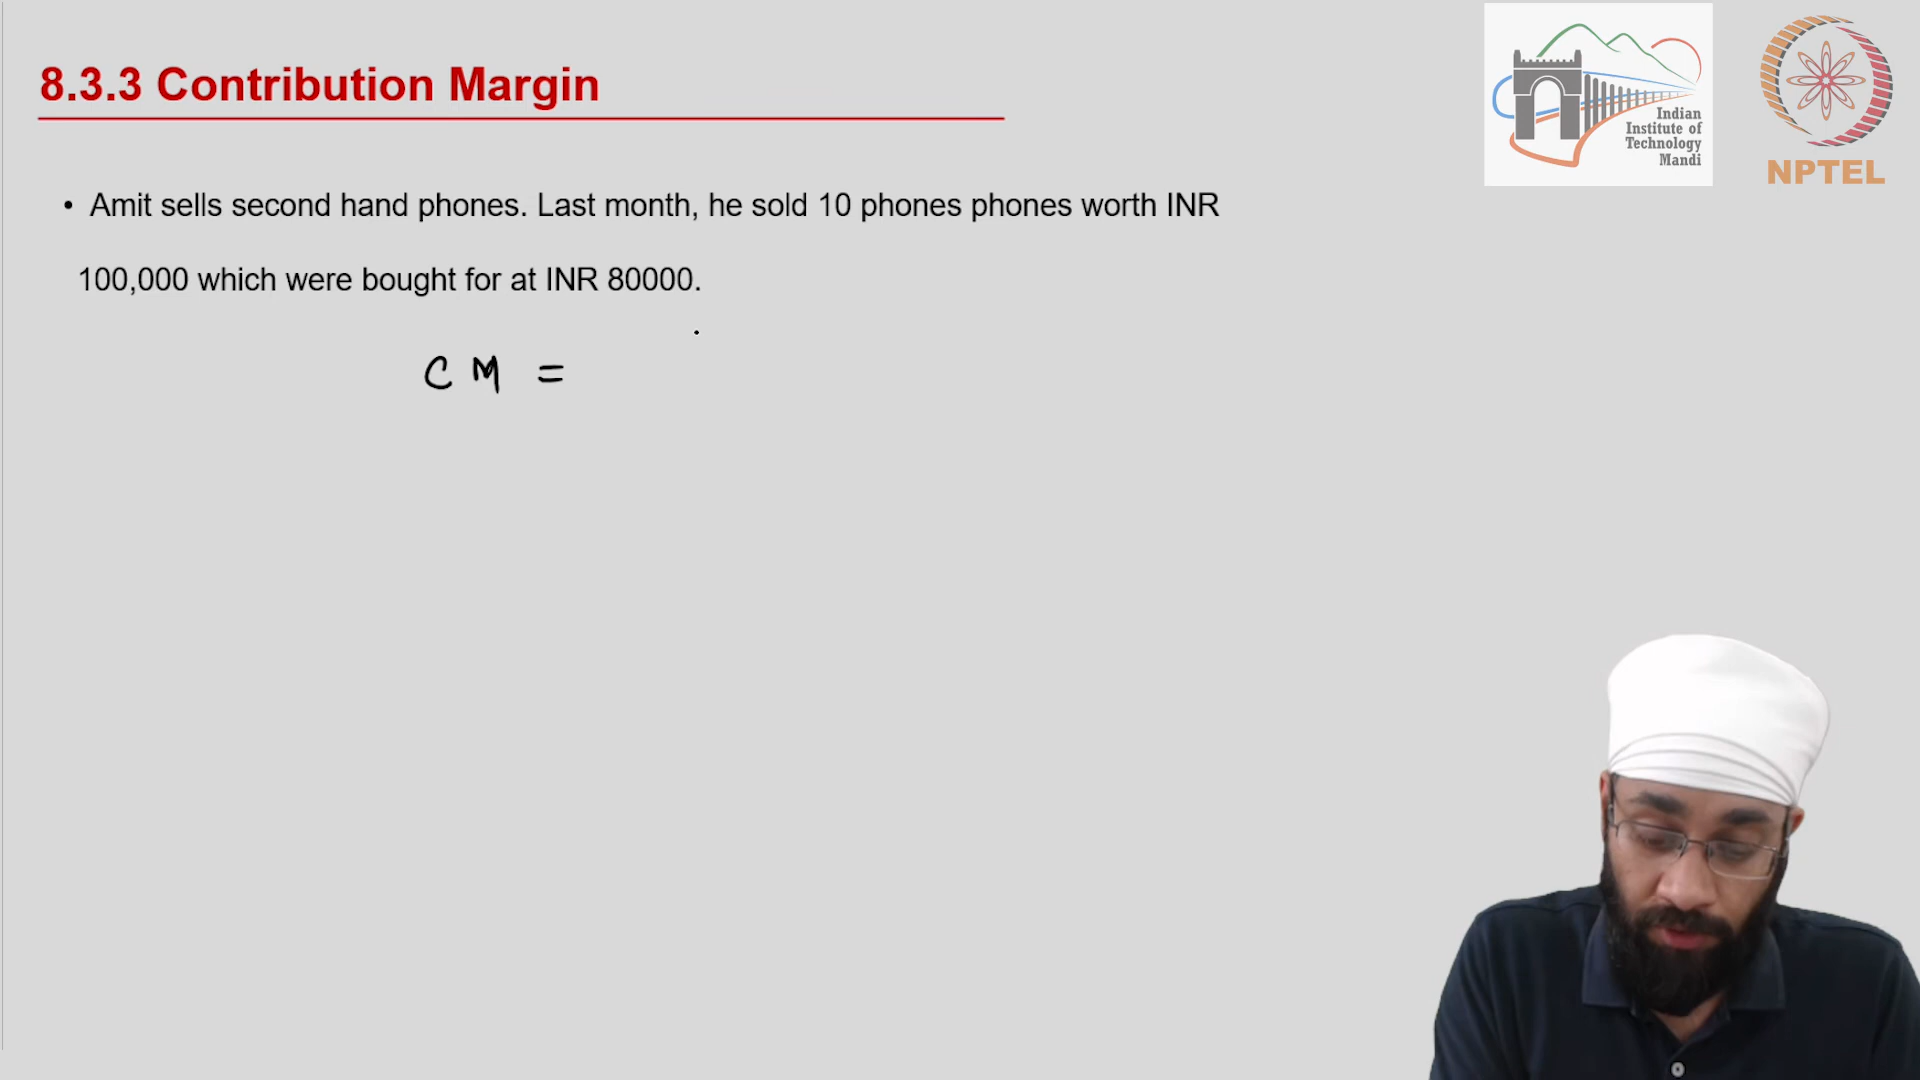 8.3.3 Contribution Margin
Indian
Institute of
Technology
Mandi
NPTEL
• Amit sells second hand phones. Last month, he sold 10 phones phones worth INR
100,000 which were bought for at INR 80000.
C M =